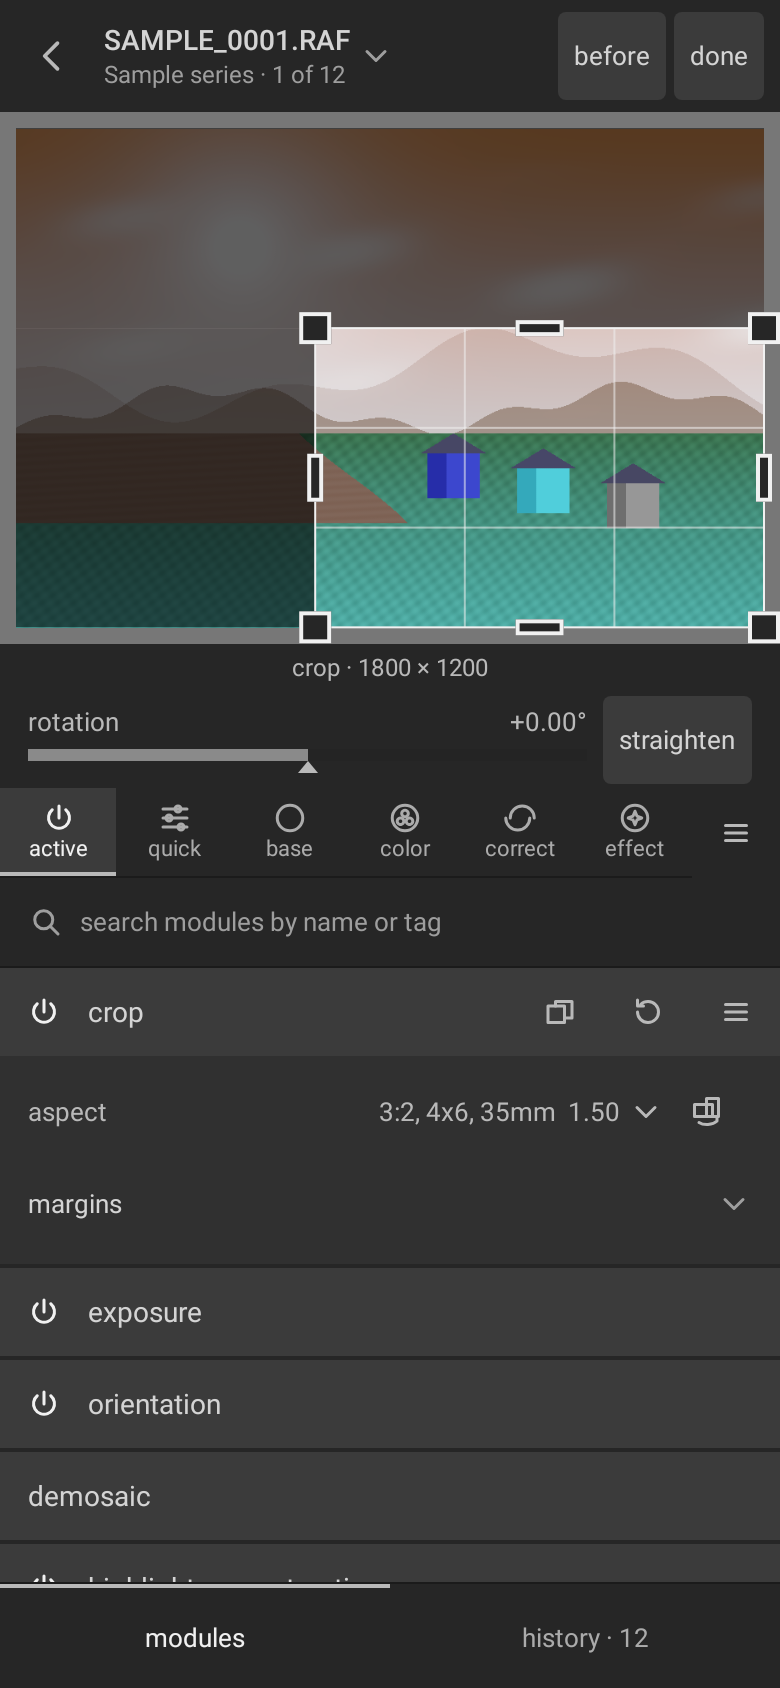 SAMPLE_0001.RAF
Sample series · 1 of 12
before
done
crop · 1800 × 1200
rotation
+0.00°
straighten
active
quick
base
color
correct
effect
search modules by name or tag
crop
aspect
3:2, 4x6, 35mm 1.50
margins
exposure
orientation
demosaic
modules
history · 12